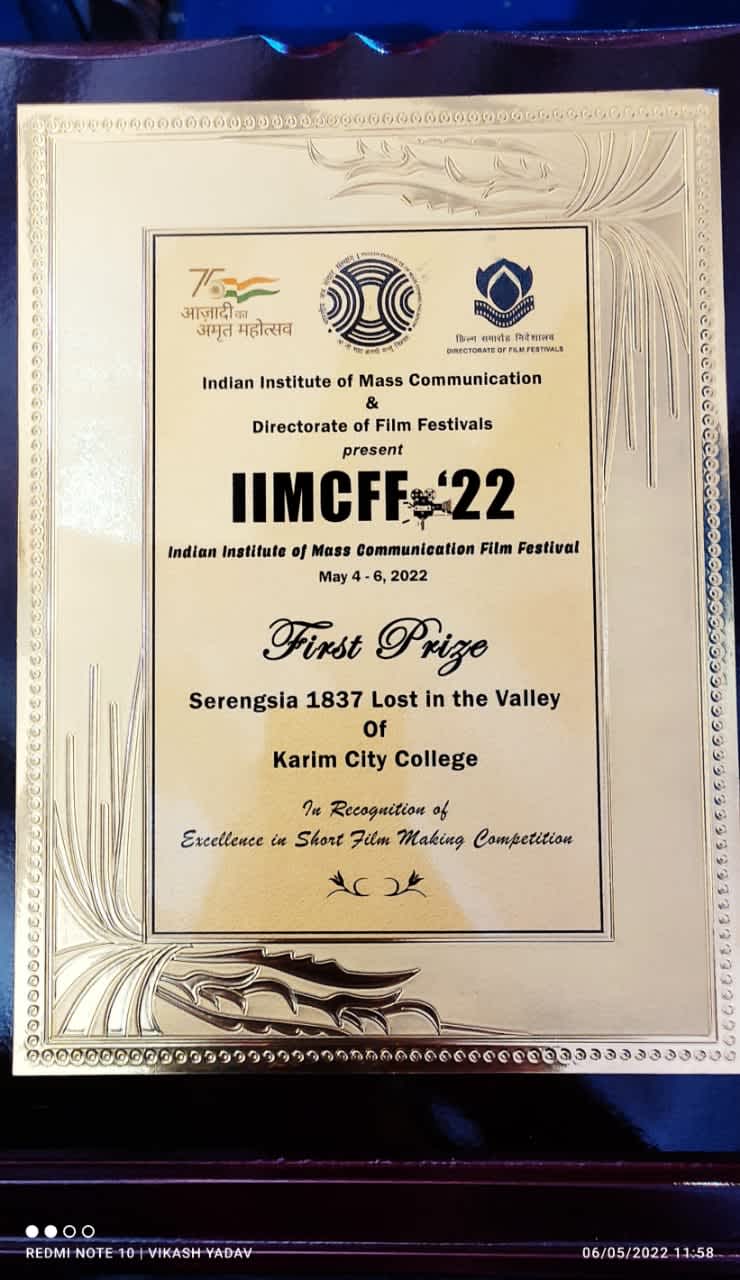 75
आज़ादी का
अमृत महोत्सव
फ़िल्म समारोह निदेशालय
DIRECTORATE OF FILM FESTIVALS
Indian Institute of Mass Communication
&
Directorate of Film Festivals
present
IIMCFF '22
Indian Institute of Mass Communication Film Festival
May 4 - 6, 2022
First Prize
Serengsia 1837 Lost in the Valley
Of
Karim City College
In Recognition of
Excellence in Short Film Making Competition
REDMI NOTE 10 | VIKASH YADAV
06/05/2022 11:58